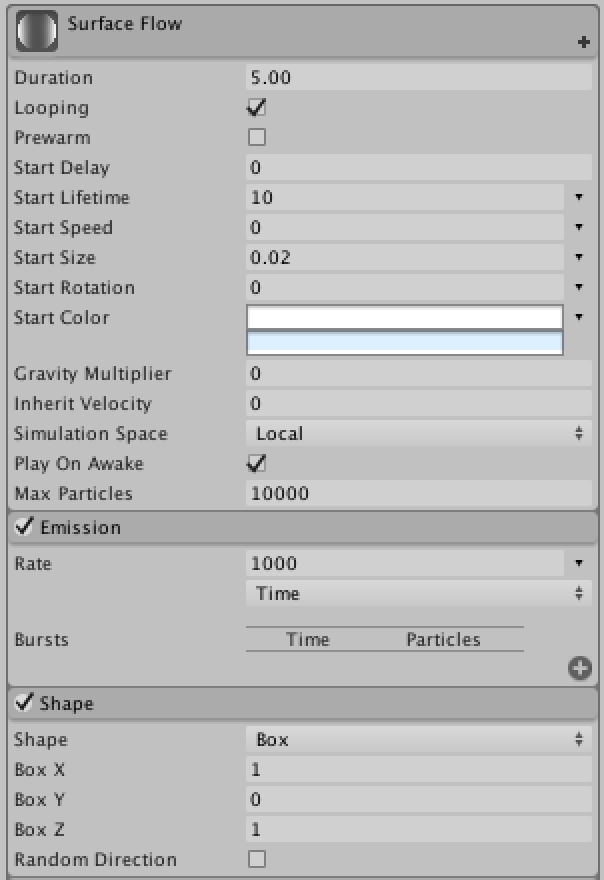 Surface Flow
Duration 5.00
Looping
Prewarm
Start Delay 0
Start Lifetime 10
Start Speed 0
Start Size 0.02
Start Rotation 0
Start Color
Gravity Multiplier 0
Inherit Velocity 0
Simulation Space Local
Play On Awake
Max Particles 10000
Emission
Rate 1000
Time
Bursts Time Particles
Shape
Shape Box
Box X 1
Box Y 0
Box Z 1
Random Direction